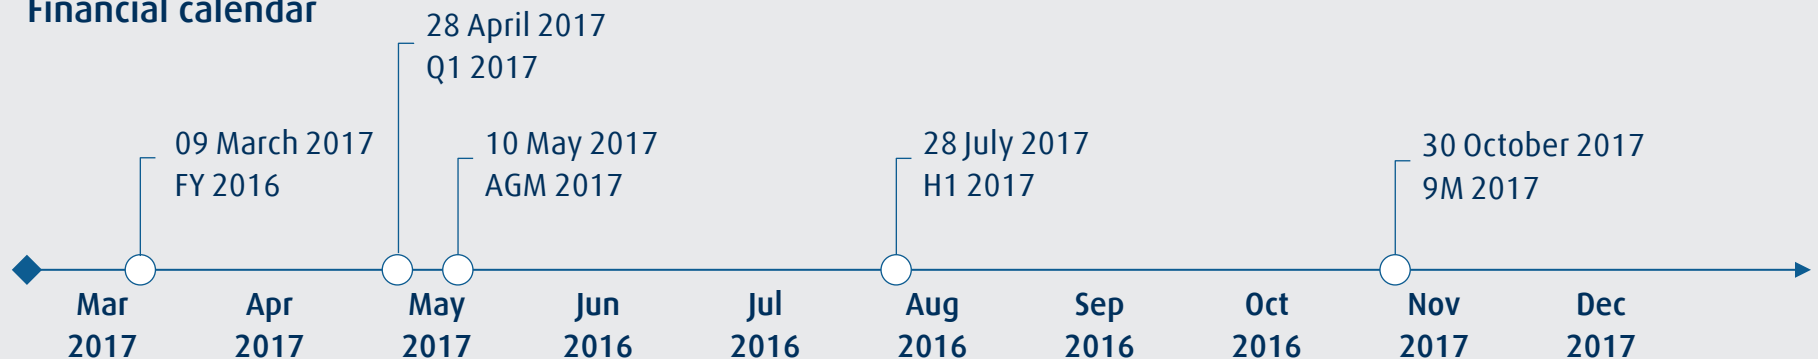 Financial calendar
28 April 2017
Q1 2017
09 March 2017
FY 2016
10 May 2017
AGM 2017
28 July 2017
H1 2017
30 October 2017
9M 2017
Mar Apr May Jun Jul Aug Sep Oct Nov Dec
2017 2017 2017 2016 2016 2016 2016 2016 2017 2017